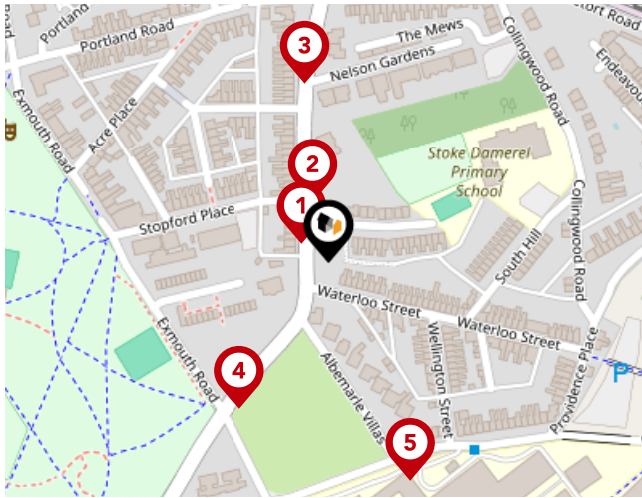 Portland
Portland Road
The Mews
Nelson Gardens
Collingwood Road
Exmouth Road
Acre Place
3
2
1
Stoke Damerel
Primary
School
Stopford Place
Collingwood Road
South Hill
Waterloo Street
Waterloo Street
Exmouth Road
Wellington Street
Albemarle Villas
Providence Place
P
4
5